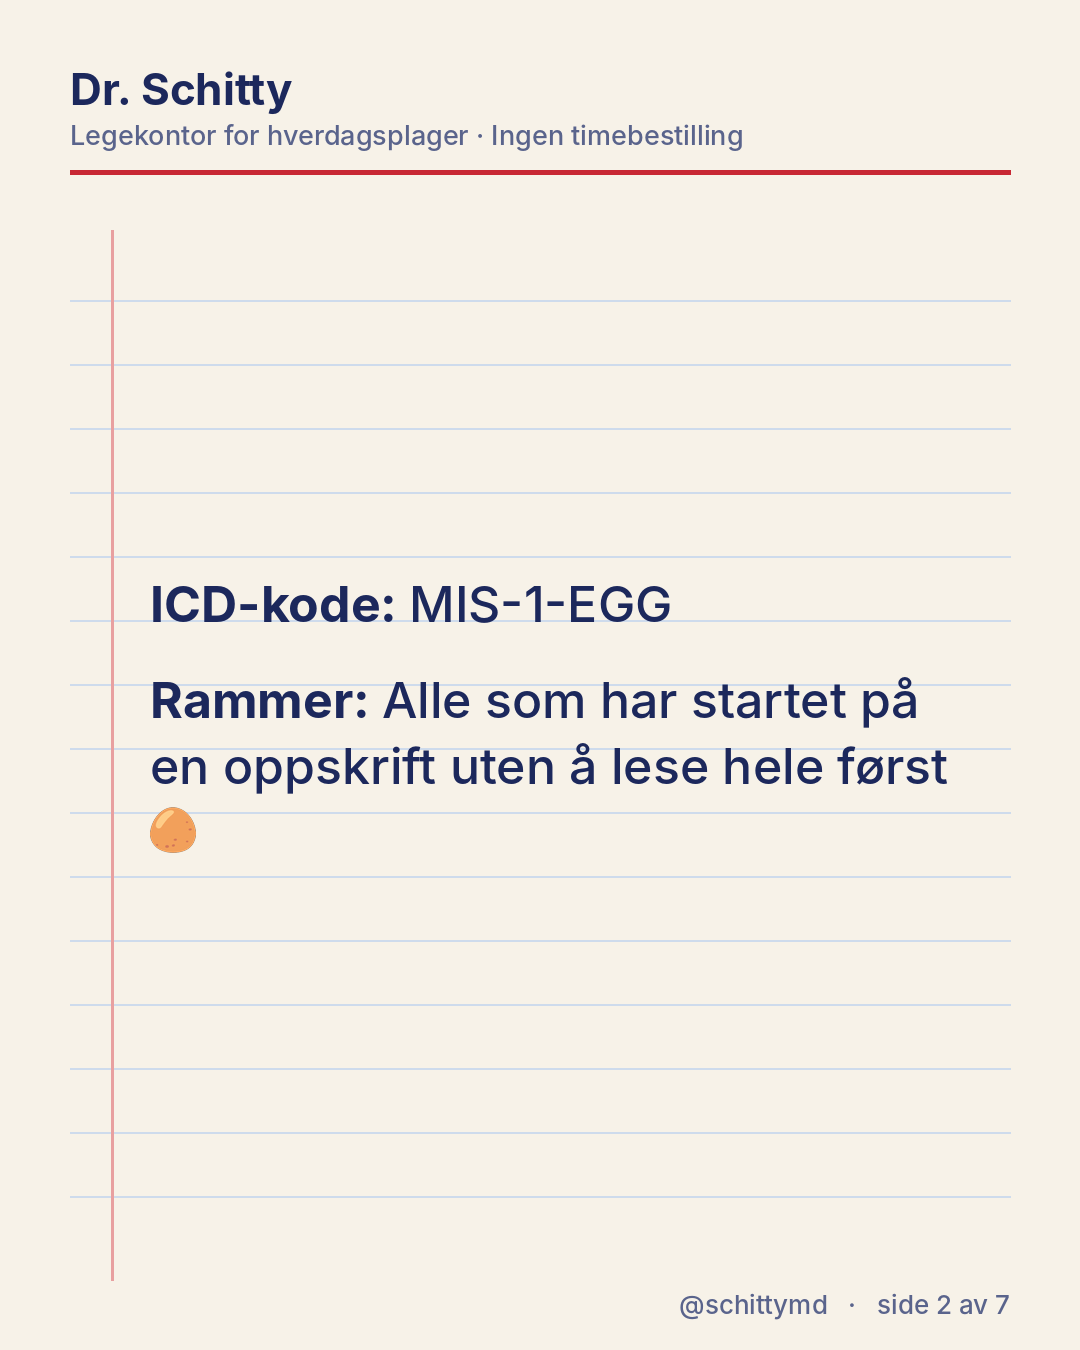 Dr. Schitty
Legekontor for hverdagsplager · Ingen timebestilling
ICD-kode: MIS-1-EGG
Rammer: Alle som har startet på
en oppskrift uten å lese hele først
🥚
@schittymd · side 2 av 7